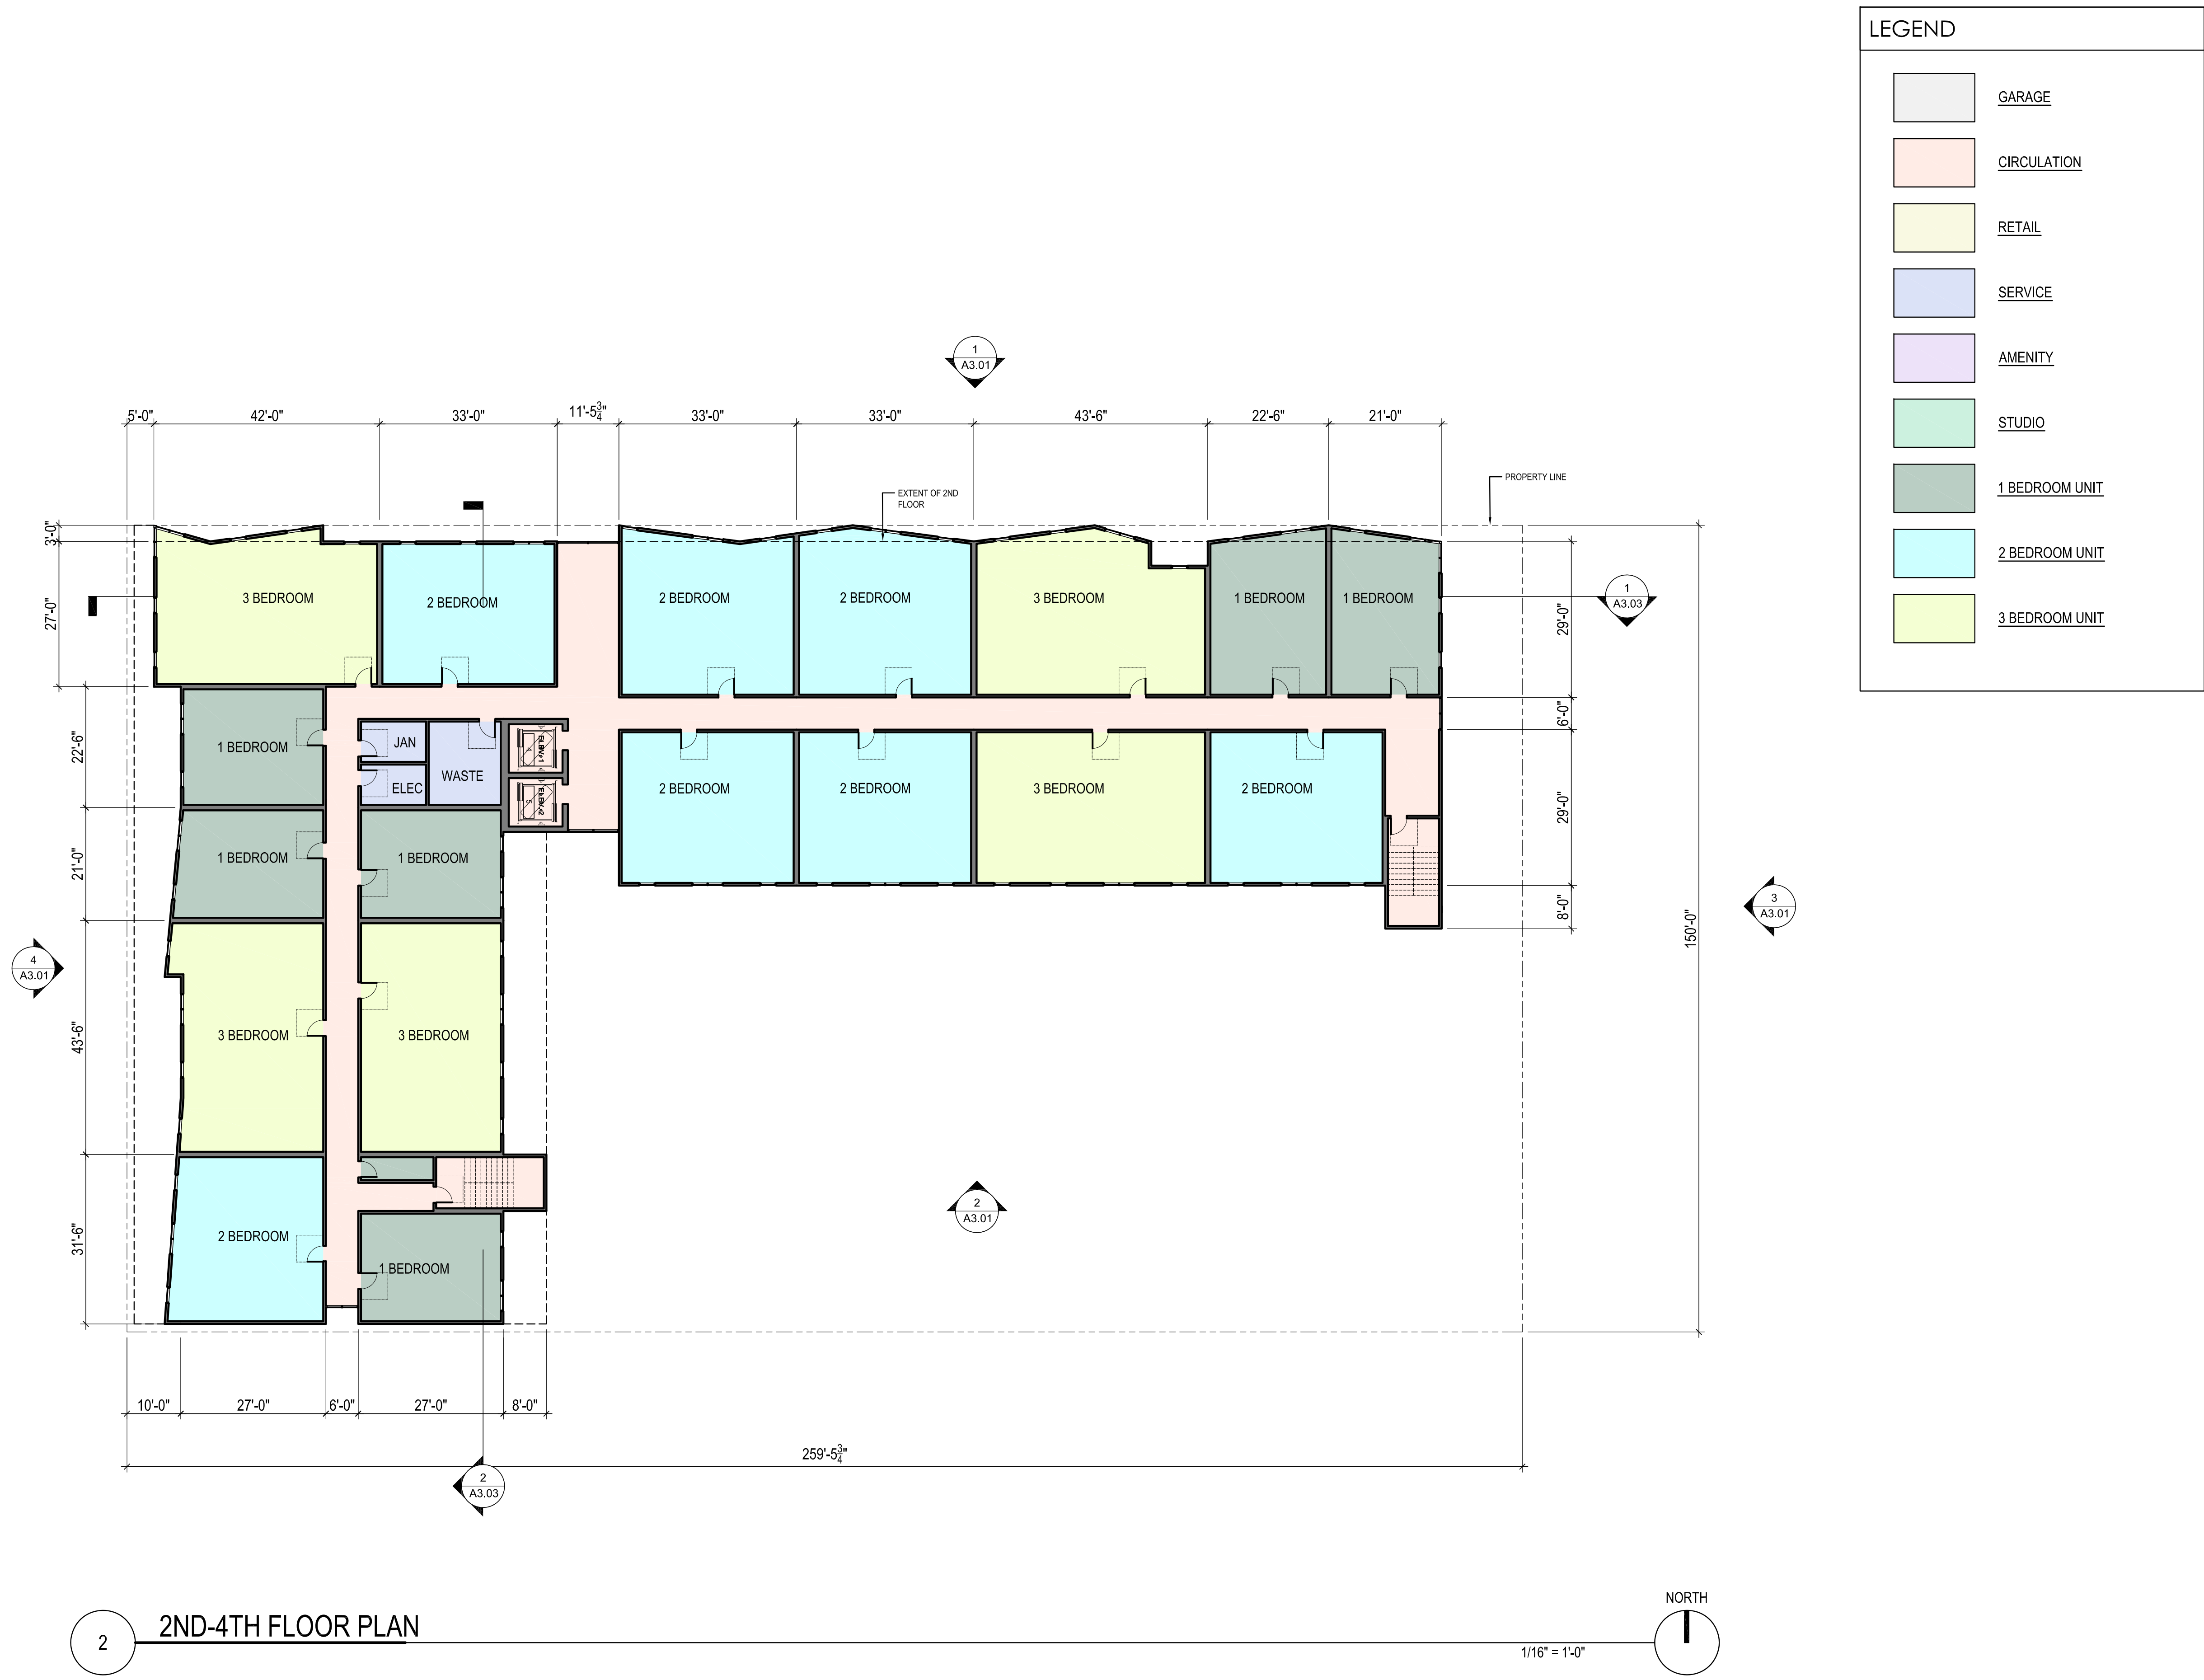 LEGEND
GARAGE
CIRCULATION
RETAIL
SERVICE
AMENITY
STUDIO
1 BEDROOM UNIT
2 BEDROOM UNIT
3 BEDROOM UNIT
1
A3.01
5'-0"
42'-0"
33'-0"
11'-5 3/4"
33'-0"
33'-0"
43'-6"
22'-6"
21'-0"
PROPERTY LINE
EXTENT OF 2ND
FLOOR
3'-0"
27'-0"
3 BEDROOM
2 BEDROOM
2 BEDROOM
2 BEDROOM
3 BEDROOM
1 BEDROOM
1 BEDROOM
29'-0"
1
A3.03
6'-0"
22'-6"
1 BEDROOM
JAN
ELEC
WASTE
2 BEDROOM
2 BEDROOM
3 BEDROOM
2 BEDROOM
29'-0"
21'-0"
1 BEDROOM
1 BEDROOM
8'-0"
150'-0"
3
A3.01
4
A3.01
43'-6"
3 BEDROOM
3 BEDROOM
2
A3.01
31'-6"
2 BEDROOM
1 BEDROOM
10'-0"
27'-0"
6'-0"
27'-0"
8'-0"
259'-5 3/4"
2
A3.03
2
2ND-4TH FLOOR PLAN
1/16" = 1'-0"
NORTH